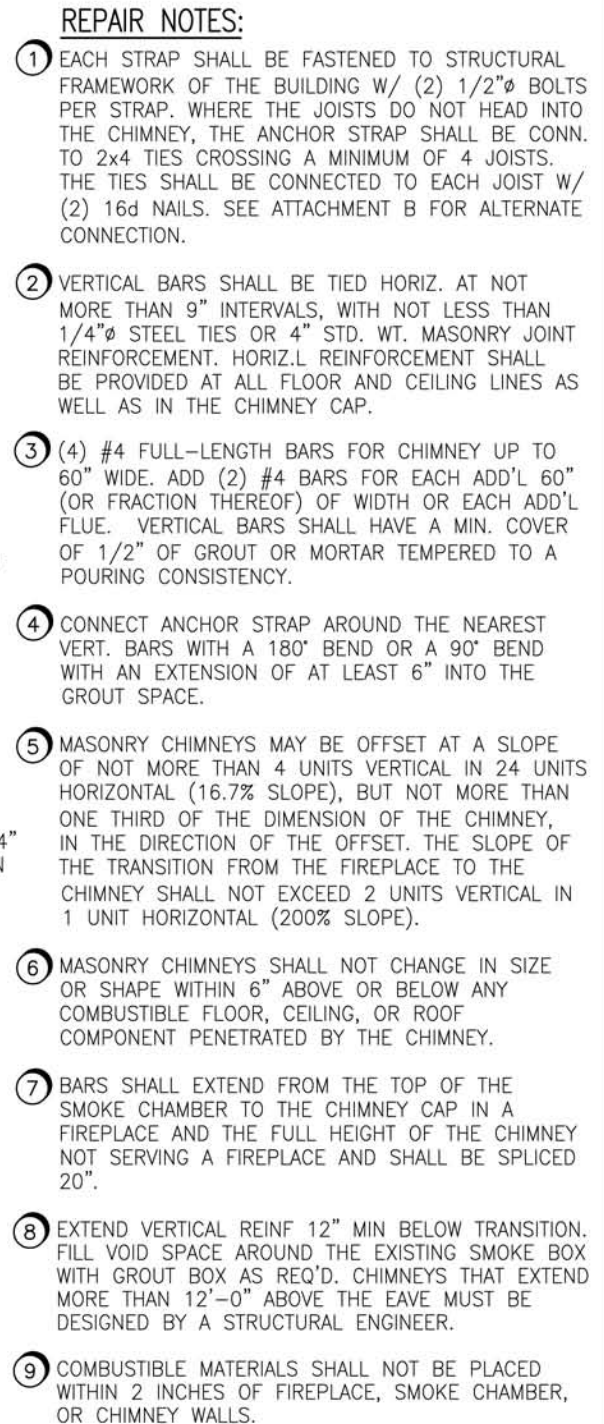 REPAIR NOTES:
1 EACH STRAP SHALL BE FASTENED TO STRUCTURAL
FRAMEWORK OF THE BUILDING W/ (2) 1/2"ø BOLTS
PER STRAP. WHERE THE JOISTS DO NOT HEAD INTO
THE CHIMNEY, THE ANCHOR STRAP SHALL BE CONN.
TO 2x4 TIES CROSSING A MINIMUM OF 4 JOISTS.
THE TIES SHALL BE CONNECTED TO EACH JOIST W/
(2) 16d NAILS. SEE ATTACHMENT B FOR ALTERNATE
CONNECTION.
2 VERTICAL BARS SHALL BE TIED HORIZ. AT NOT
MORE THAN 9" INTERVALS, WITH NOT LESS THAN
1/4"ø STEEL TIES OR 4" STD. WT. MASONRY JOINT
REINFORCEMENT. HORIZ.L REINFORCEMENT SHALL
BE PROVIDED AT ALL FLOOR AND CEILING LINES AS
WELL AS IN THE CHIMNEY CAP.
3 (4) #4 FULL-LENGTH BARS FOR CHIMNEY UP TO
60" WIDE. ADD (2) #4 BARS FOR EACH ADD'L 60"
(OR FRACTION THEREOF) OF WIDTH OR EACH ADD'L
FLUE. VERTICAL BARS SHALL HAVE A MIN. COVER
OF 1/2" OF GROUT OR MORTAR TEMPERED TO A
POURING CONSISTENCY.
4 CONNECT ANCHOR STRAP AROUND THE NEAREST
VERT. BARS WITH A 180° BEND OR A 90° BEND
WITH AN EXTENSION OF AT LEAST 6" INTO THE
GROUT SPACE.
5 MASONRY CHIMNEYS MAY BE OFFSET AT A SLOPE
OF NOT MORE THAN 4 UNITS VERTICAL IN 24 UNITS
HORIZONTAL (16.7% SLOPE), BUT NOT MORE THAN
ONE THIRD OF THE DIMENSION OF THE CHIMNEY,
IN THE DIRECTION OF THE OFFSET. THE SLOPE OF
THE TRANSITION FROM THE FIREPLACE TO THE
CHIMNEY SHALL NOT EXCEED 2 UNITS VERTICAL IN
1 UNIT HORIZONTAL (200% SLOPE).
6 MASONRY CHIMNEYS SHALL NOT CHANGE IN SIZE
OR SHAPE WITHIN 6" ABOVE OR BELOW ANY
COMBUSTIBLE FLOOR, CEILING, OR ROOF
COMPONENT PENETRATED BY THE CHIMNEY.
7 BARS SHALL EXTEND FROM THE TOP OF THE
SMOKE CHAMBER TO THE CHIMNEY CAP IN A
FIREPLACE AND THE FULL HEIGHT OF THE CHIMNEY
NOT SERVING A FIREPLACE AND SHALL BE SPLICED
20".
8 EXTEND VERTICAL REINF 12" MIN BELOW TRANSITION.
FILL VOID SPACE AROUND THE EXISTING SMOKE BOX
WITH GROUT BOX AS REQ'D. CHIMNEYS THAT EXTEND
MORE THAN 12'-0" ABOVE THE EAVE MUST BE
DESIGNED BY A STRUCTURAL ENGINEER.
9 COMBUSTIBLE MATERIALS SHALL NOT BE PLACED
WITHIN 2 INCHES OF FIREPLACE, SMOKE CHAMBER,
OR CHIMNEY WALLS.